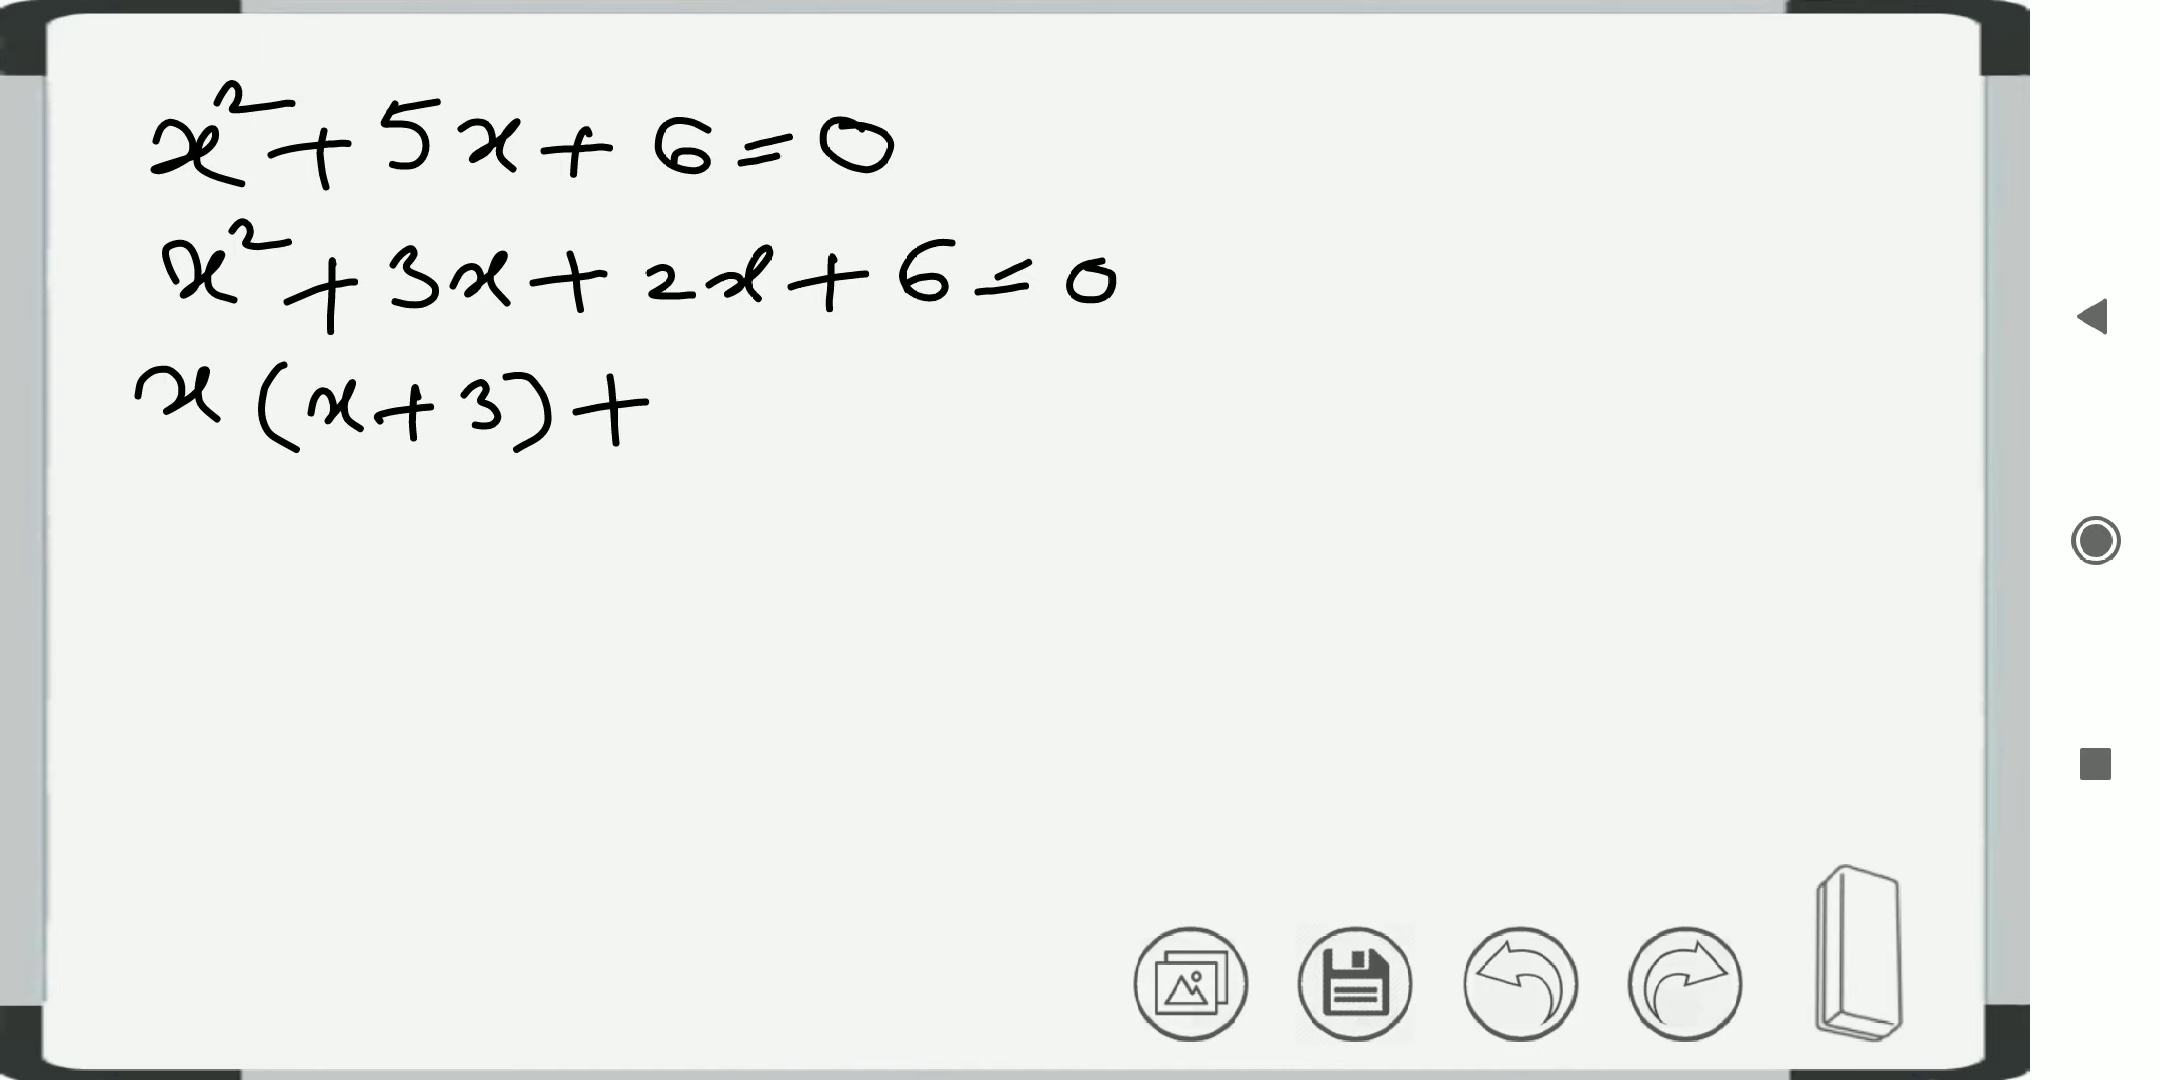 x² + 5x + 6 = 0
x² + 3x + 2x + 6 = 0
x (x + 3) +